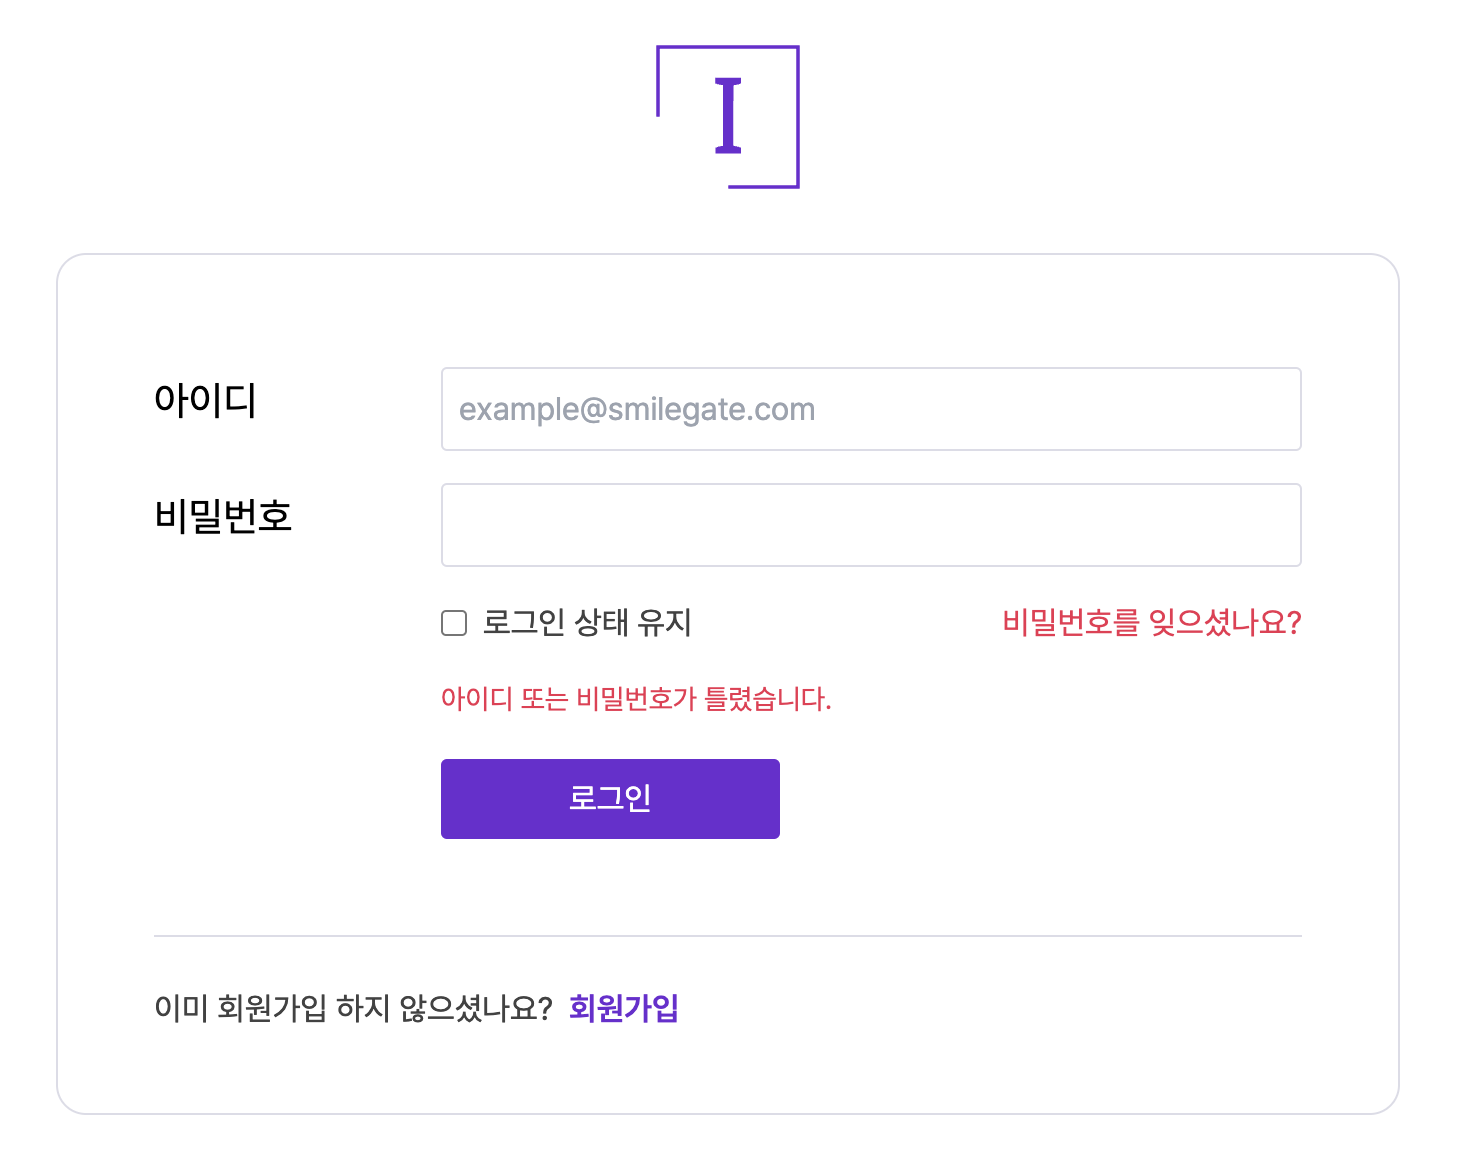 I
아이디
example@smilegate.com
비밀번호
로그인 상태 유지
비밀번호를 잊으셨나요?
아이디 또는 비밀번호가 틀렸습니다.
로그인
이미 회원가입 하지 않으셨나요? 회원가입